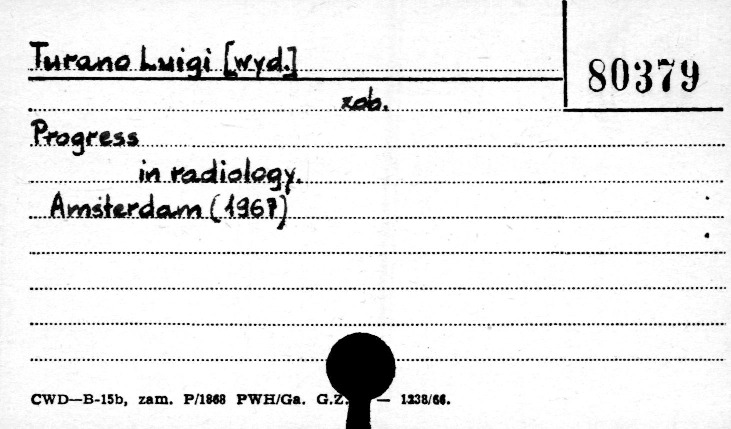 Turano Luigi [wyd.]
80379
zob.
Progress
in radiology.
Amsterdam (1967)
CWD—B-15b, zam. P/1868 PWH/Ga. G.Z. — 1238/66.